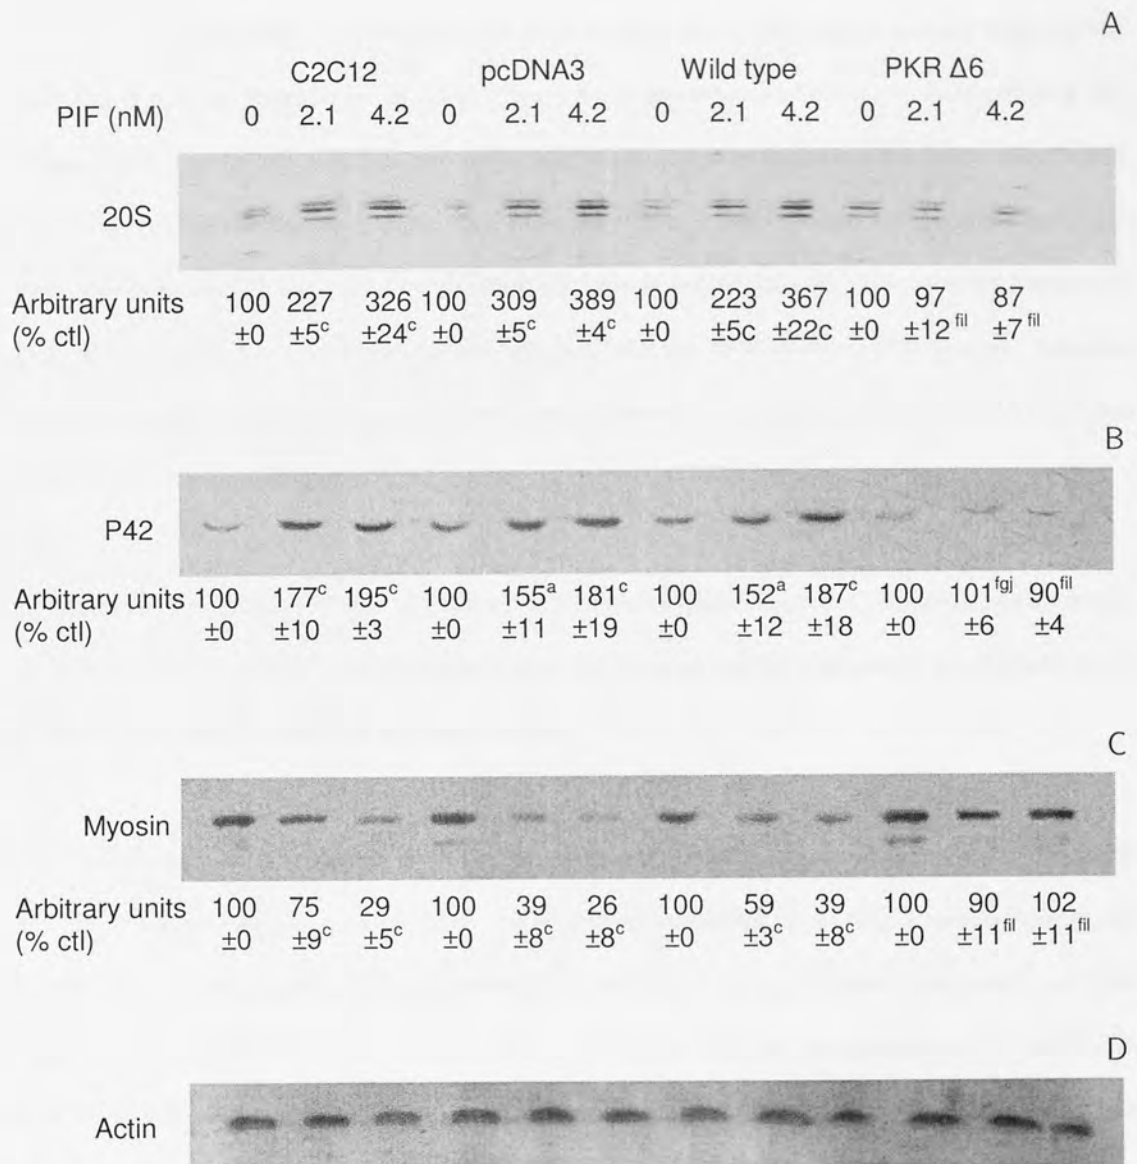 A
C2C12 pcDNA3 Wild type PKR Δ6
PIF (nM) 0 2.1 4.2 0 2.1 4.2 0 2.1 4.2 0 2.1 4.2
20S
Arbitrary units 100 227 326 100 309 389 100 223 367 100 97 87
(% ctl) ±0 ±5ᶜ ±24ᶜ ±0 ±5ᶜ ±4ᶜ ±0 ±5c ±22c ±0 ±12 ᶠⁱˡ ±7 ᶠⁱˡ
B
P42
Arbitrary units 100 177ᶜ 195ᶜ 100 155ᵃ 181ᶜ 100 152ᵃ 187ᶜ 100 101ᶠᵍʲ 90ᶠⁱˡ
(% ctl) ±0 ±10 ±3 ±0 ±11 ±19 ±0 ±12 ±18 ±0 ±6 ±4
C
Myosin
Arbitrary units 100 75 29 100 39 26 100 59 39 100 90 102
(% ctl) ±0 ±9ᶜ ±5ᶜ ±0 ±8ᶜ ±8ᶜ ±0 ±3ᶜ ±8ᶜ ±0 ±11ᶠⁱˡ ±11ᶠⁱˡ
D
Actin